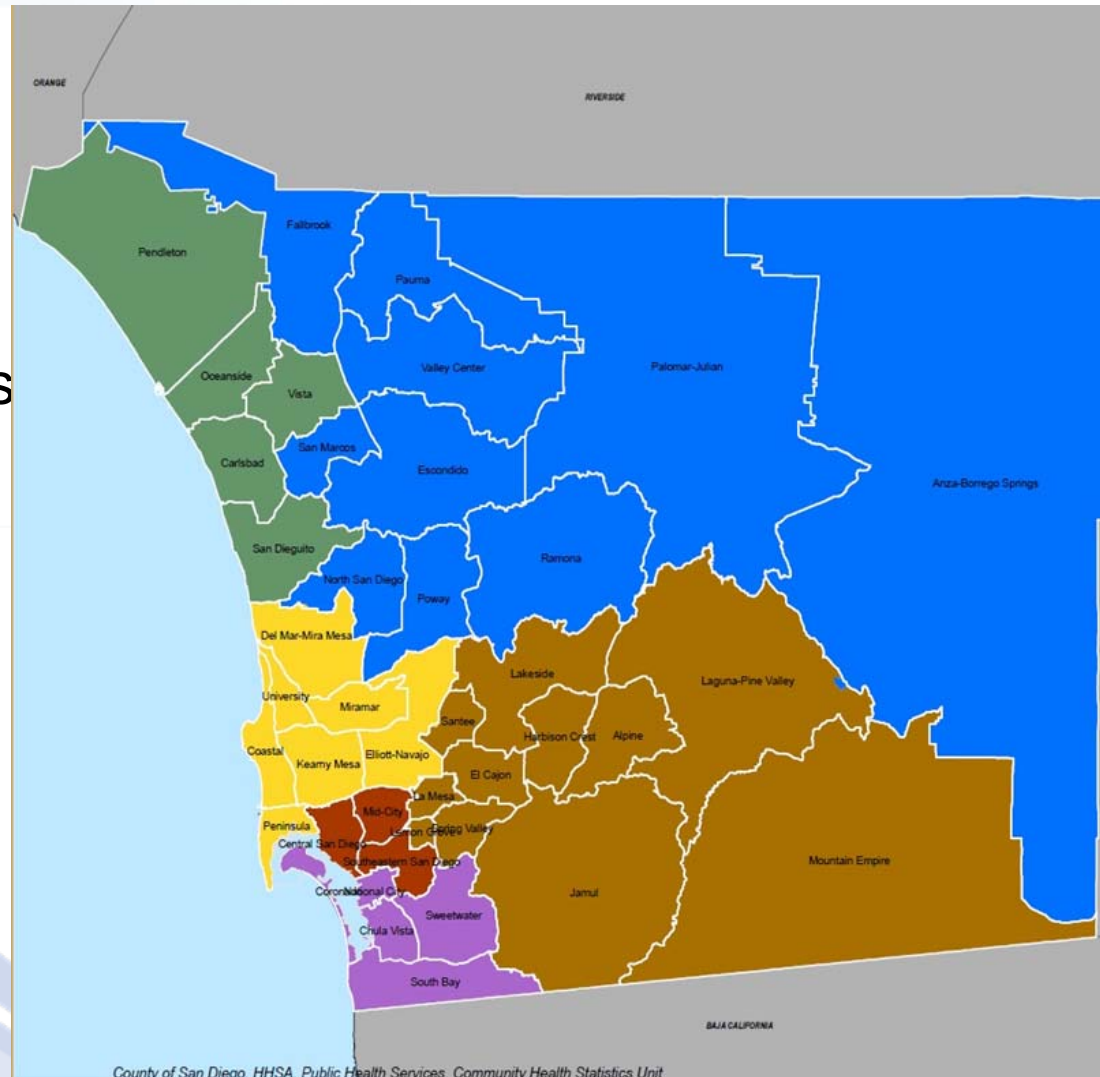 ORANGE
RIVERSIDE
Pendleton
Fallbrook
Pauma
Oceanside
Vista
Valley Center
Palomar-Julian
s
Carlsbad
San Marcos
Escondido
Anza-Borrego Springs
San Dieguito
North San Diego
Poway
Ramona
Del Mar-Mira Mesa
Lakeside
Laguna-Pine Valley
University
Miramar
Santee
Harbison Crest
Alpine
Coastal
Kearny Mesa
Elliott-Navajo
El Cajon
La Mesa
Peninsula
Mid-City
Lemon Grove
Spring Valley
Central San Diego
Southeastern San Diego
Mountain Empire
Coronado
National City
Jamul
Sweetwater
Chula Vista
South Bay
BAJA CALIFORNIA
County of San Diego, HHSA, Public Health Services, Community Health Statistics Unit